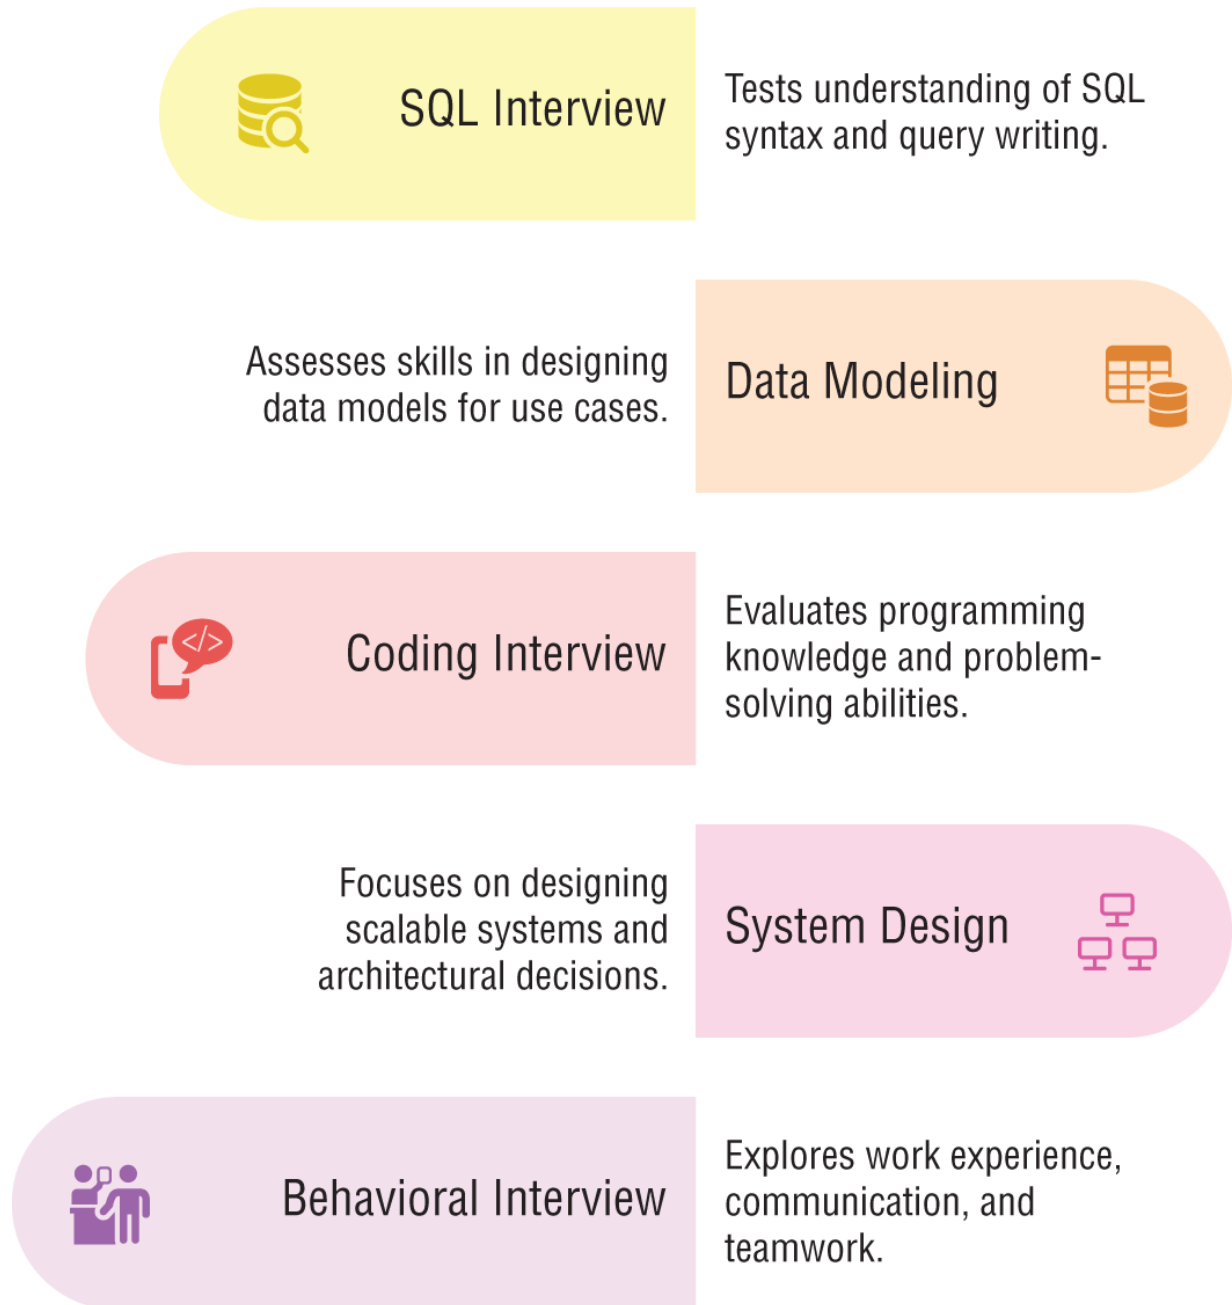 SQL Interview
Tests understanding of SQL
syntax and query writing.
Assesses skills in designing
data models for use cases.
Data Modeling
</>
Coding Interview
Evaluates programming
knowledge and problem-
solving abilities.
Focuses on designing
scalable systems and
architectural decisions.
System Design
Behavioral Interview
Explores work experience,
communication, and
teamwork.